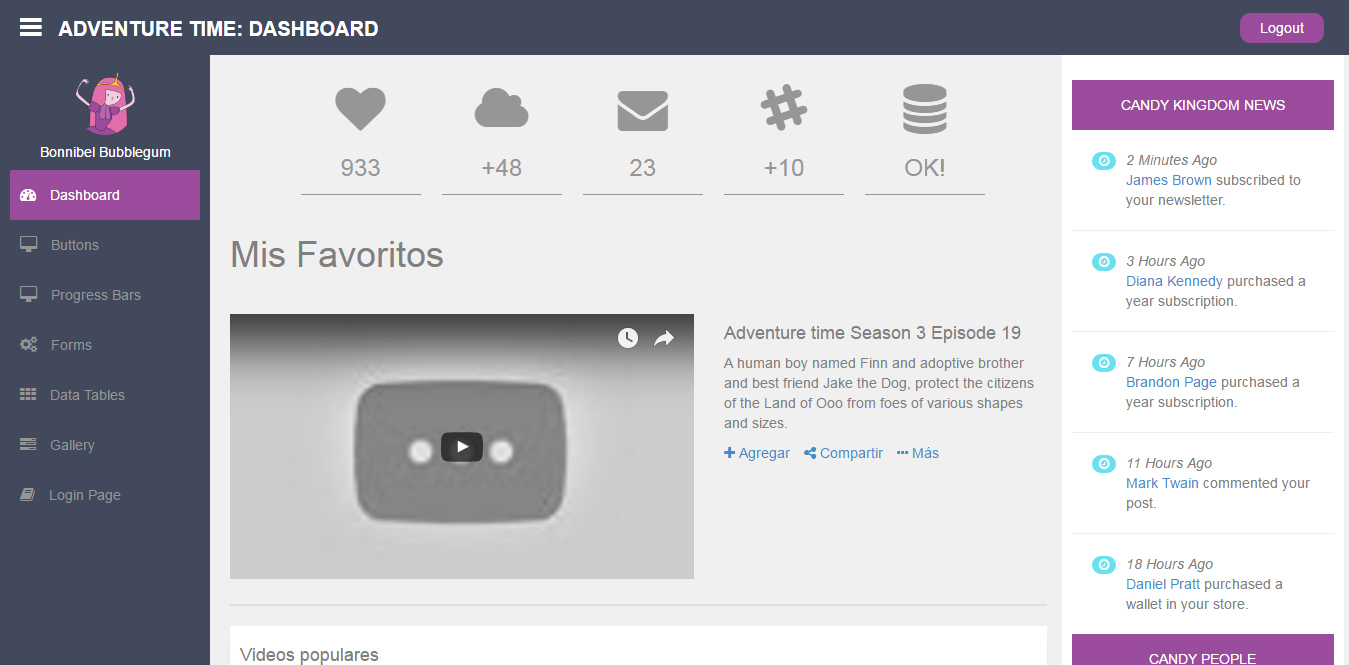 ADVENTURE TIME: DASHBOARD
Logout
Bonnibel Bubblegum
Dashboard
Buttons
Progress Bars
Forms
Data Tables
Gallery
Login Page
933
+48
23
+10
OK!
Mis Favoritos
Adventure time Season 3 Episode 19
A human boy named Finn and adoptive brother
and best friend Jake the Dog, protect the citizens
of the Land of Ooo from foes of various shapes
and sizes.
Agregar
Compartir
Más
Videos populares
CANDY KINGDOM NEWS
2 Minutes Ago
James Brown subscribed to
your newsletter.
3 Hours Ago
Diana Kennedy purchased a
year subscription.
7 Hours Ago
Brandon Page purchased a
year subscription.
11 Hours Ago
Mark Twain commented your
post.
18 Hours Ago
Daniel Pratt purchased a
wallet in your store.
CANDY PEOPLE